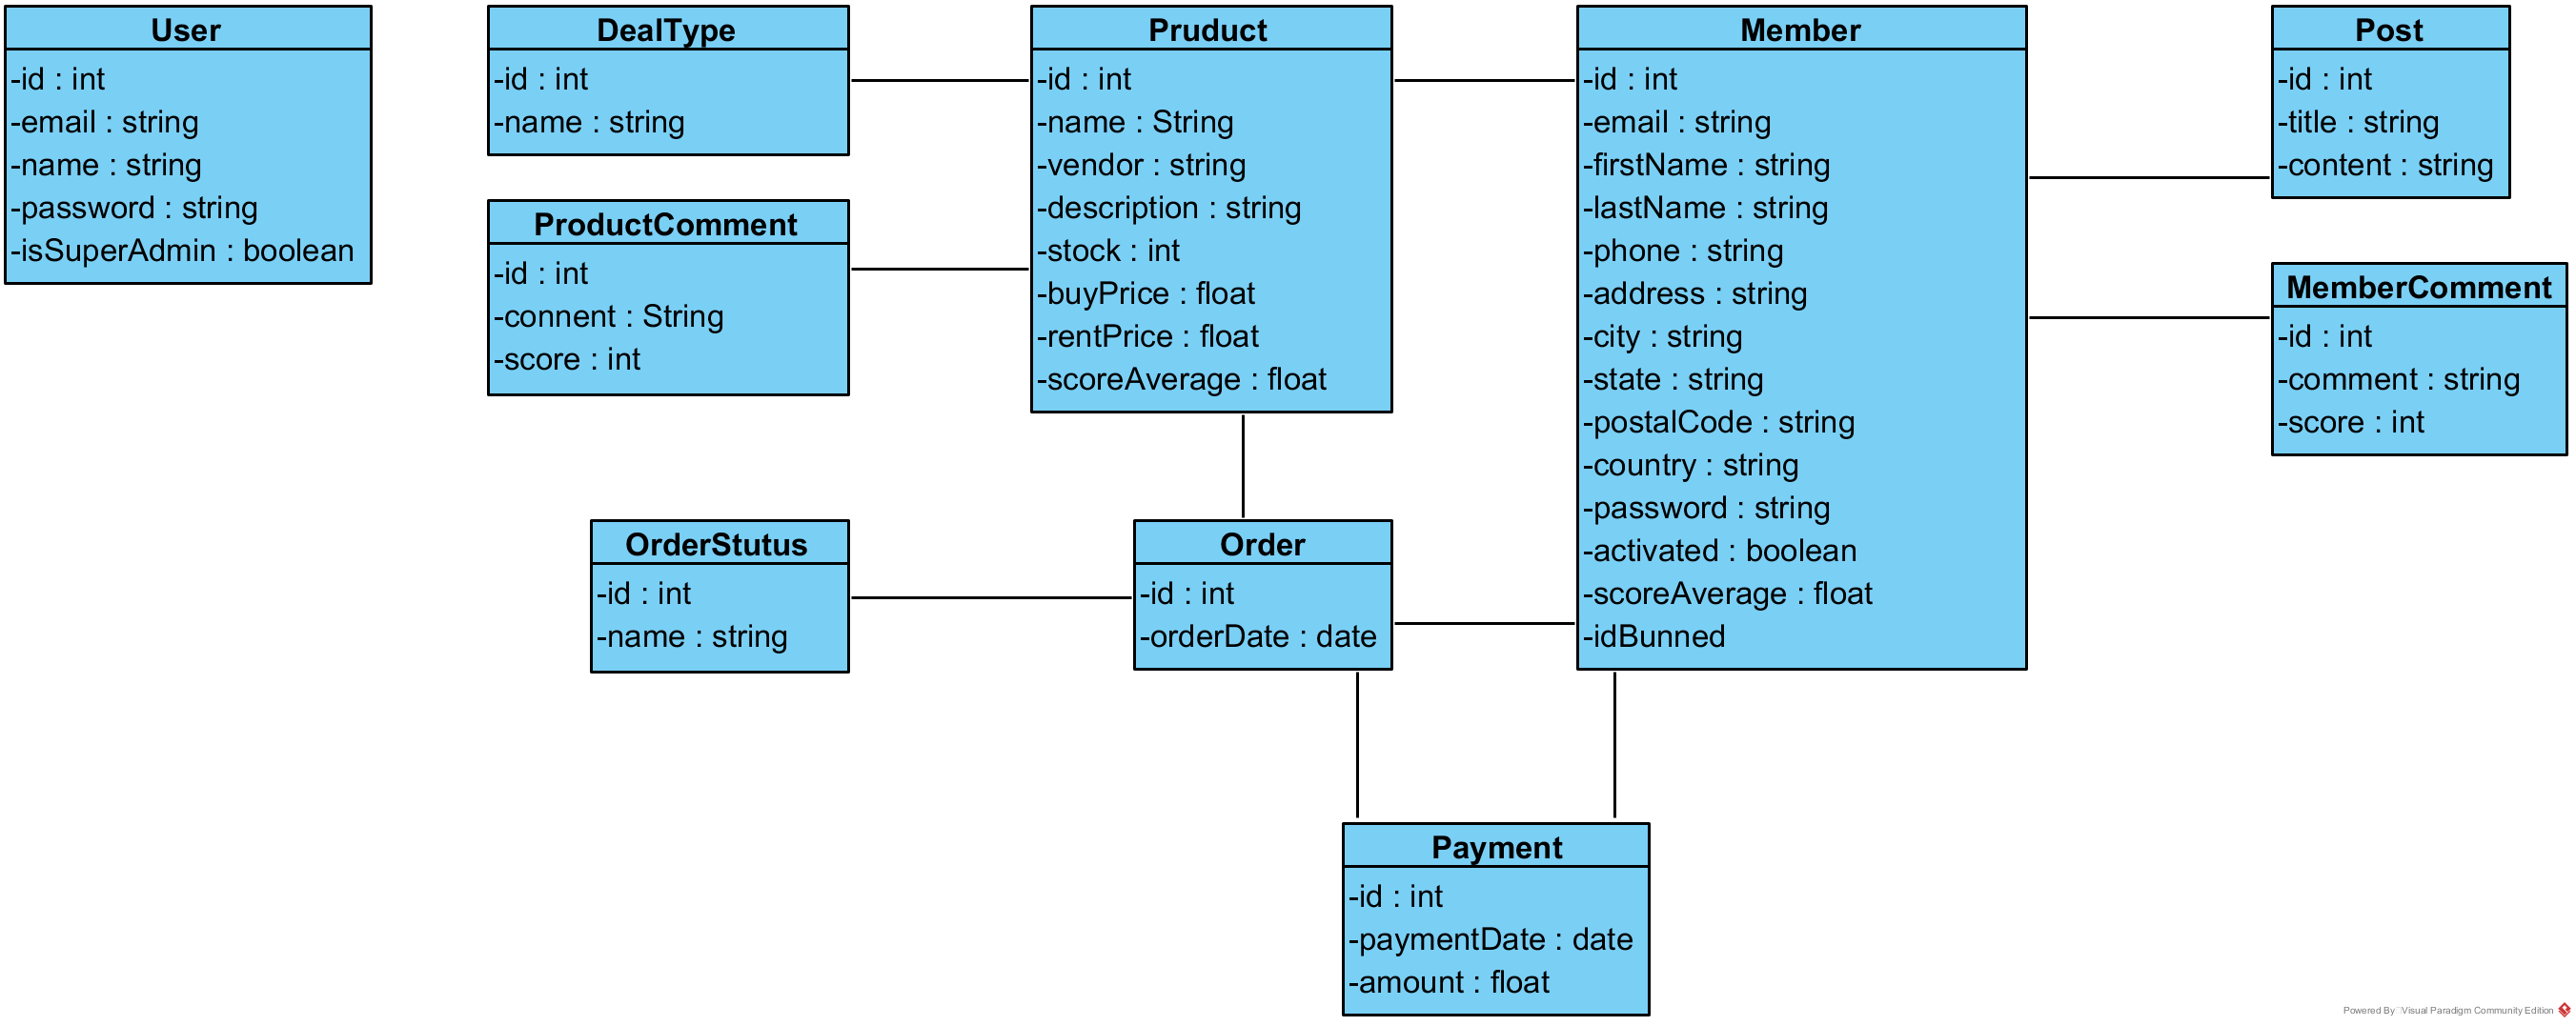 User
-id : int
-email : string
-name : string
-password : string
-isSuperAdmin : boolean
DealType
-id : int
-name : string
ProductComment
-id : int
-connent : String
-score : int
Pruduct
-id : int
-name : String
-vendor : string
-description : string
-stock : int
-buyPrice : float
-rentPrice : float
-scoreAverage : float
Member
-id : int
-email : string
-firstName : string
-lastName : string
-phone : string
-address : string
-city : string
-state : string
-postalCode : string
-country : string
-password : string
-activated : boolean
-scoreAverage : float
-idBunned
Post
-id : int
-title : string
-content : string
MemberComment
-id : int
-comment : string
-score : int
OrderStutus
-id : int
-name : string
Order
-id : int
-orderDate : date
Payment
-id : int
-paymentDate : date
-amount : float
Powered By Visual Paradigm Community Edition